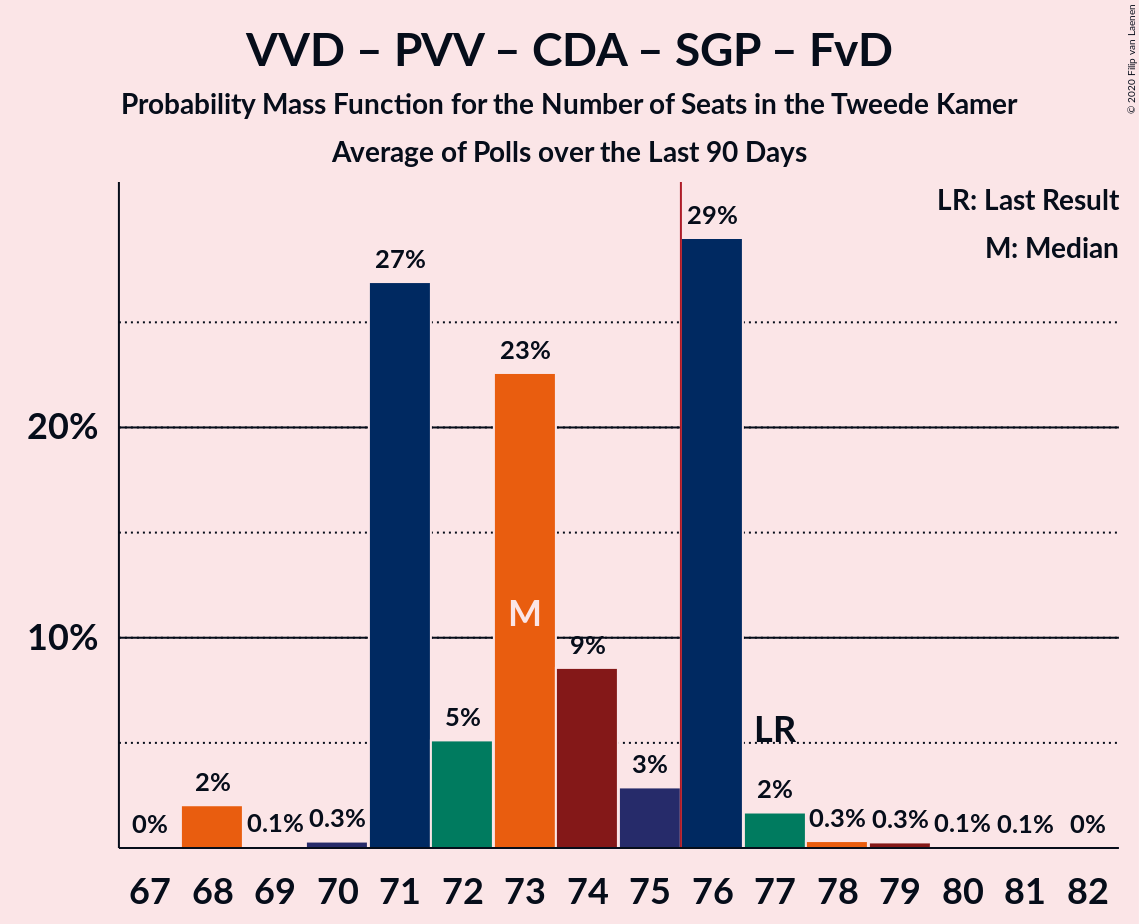 VVD – PVV – CDA – SGP – FvD
Probability Mass Function for the Number of Seats in the Tweede Kamer
Average of Polls over the Last 90 Days
© 2020 Filip van Laenen
LR: Last Result
M: Median
20%
10%
0%
2%
0.1%
0.3%
27%
5%
23%
M
9%
3%
29%
LR
2%
0.3%
0.3%
0.1%
0.1%
0%
67 68 69 70 71 72 73 74 75 76 77 78 79 80 81 82